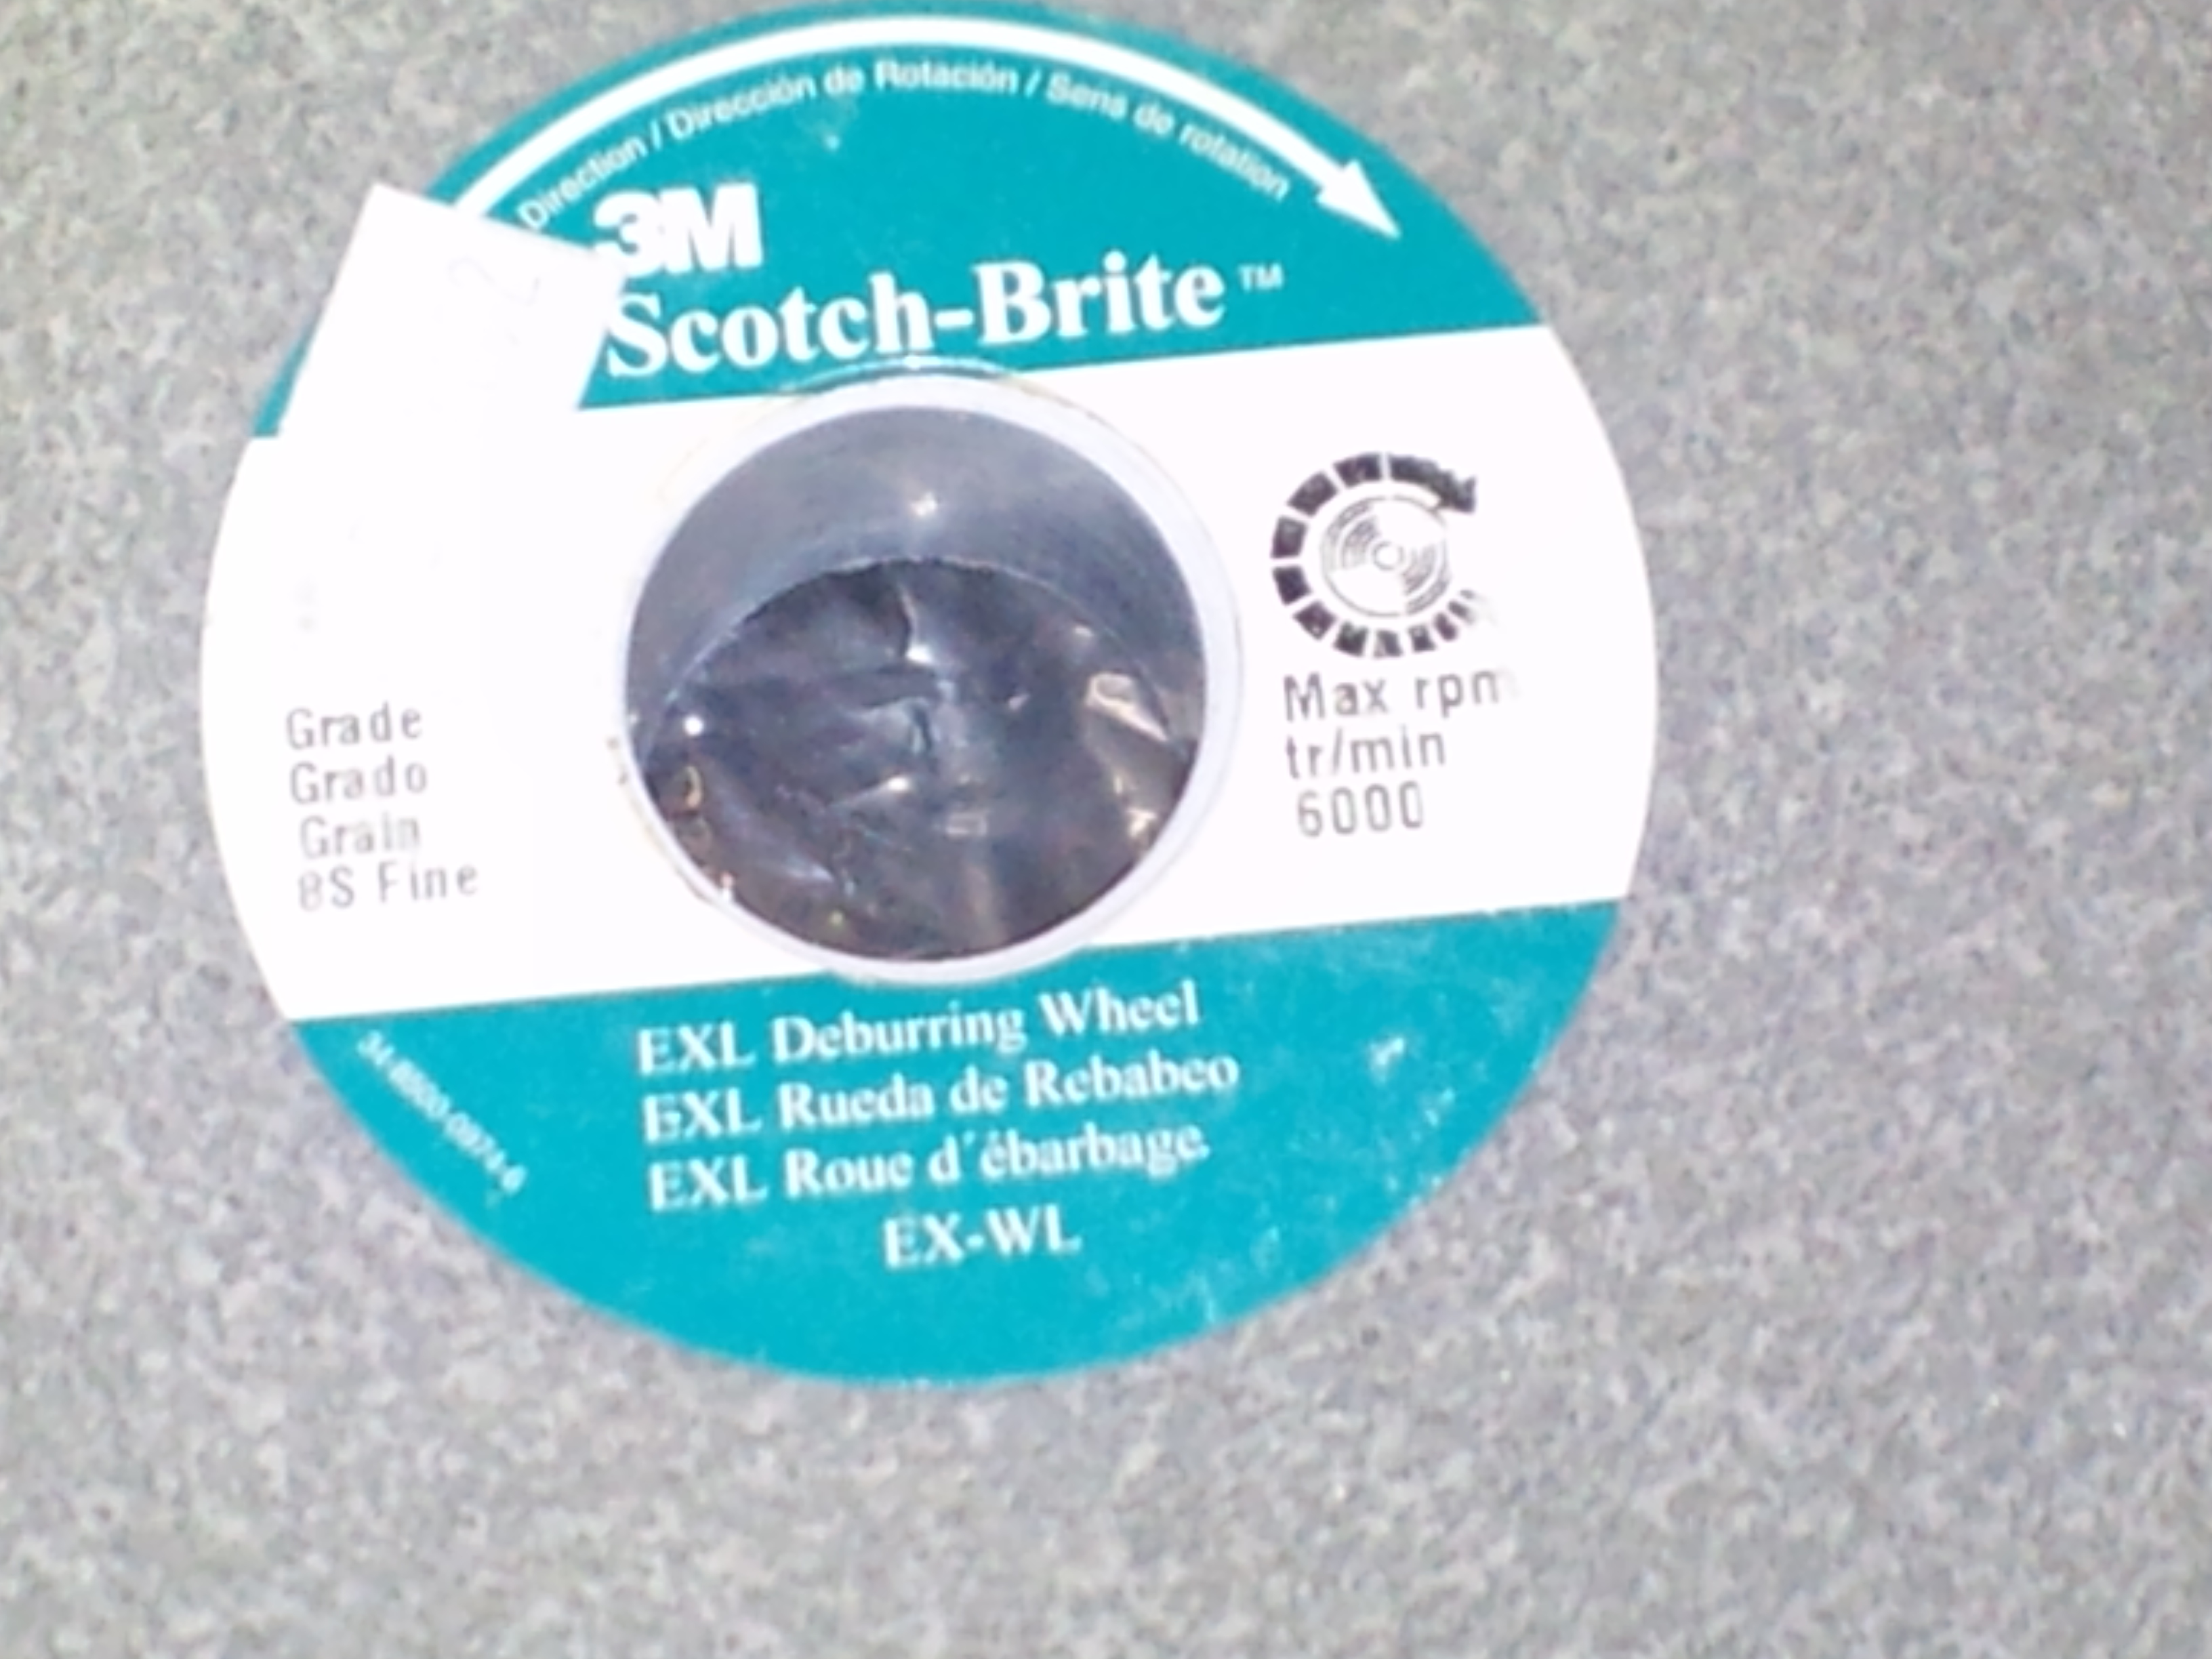 Direction / Dirección de Rotación / Sens de rotation
3M
Scotch-Brite™
Grade
Grado
Grain
8S Fine
Max rpm
tr/min
6000
EXL Deburring Wheel
EXL Rueda de Rebabeo
EXL Roue d'ébarbage
EX-WL